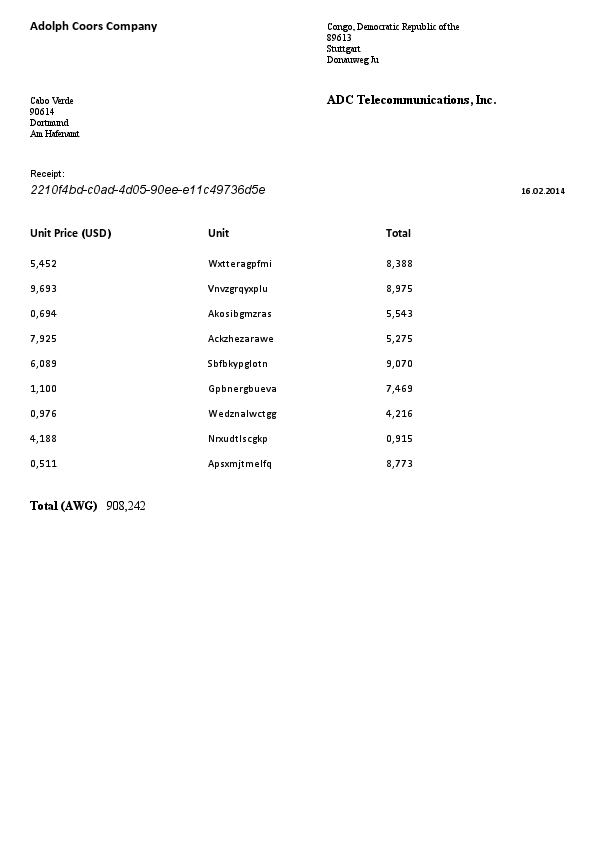 Adolph Coors Company
Congo, Democratic Republic of the
89613
Stuttgart
Donauweg Ju
Cabo Verde
90614
Dortmund
Am Hafenamt
ADC Telecommunications, Inc.
Receipt:
2210f4bd-c0ad-4d05-90ee-e11c49736d5e
16.02.2014
Unit Price (USD) Unit Total
5,452 Wxtteragpfmi 8,388
9,693 Vnvzgrqyxplu 8,975
0,694 Akosibgmzras 5,543
7,925 Ackzhezarawe 5,275
6,089 Sbfbkypglotn 9,070
1,100 Gpbnergbueva 7,469
0,976 Wedznalwctgg 4,216
4,188 Nrxudtlscgkp 0,915
0,511 Apsxmjtmelfq 8,773
Total (AWG) 908,242